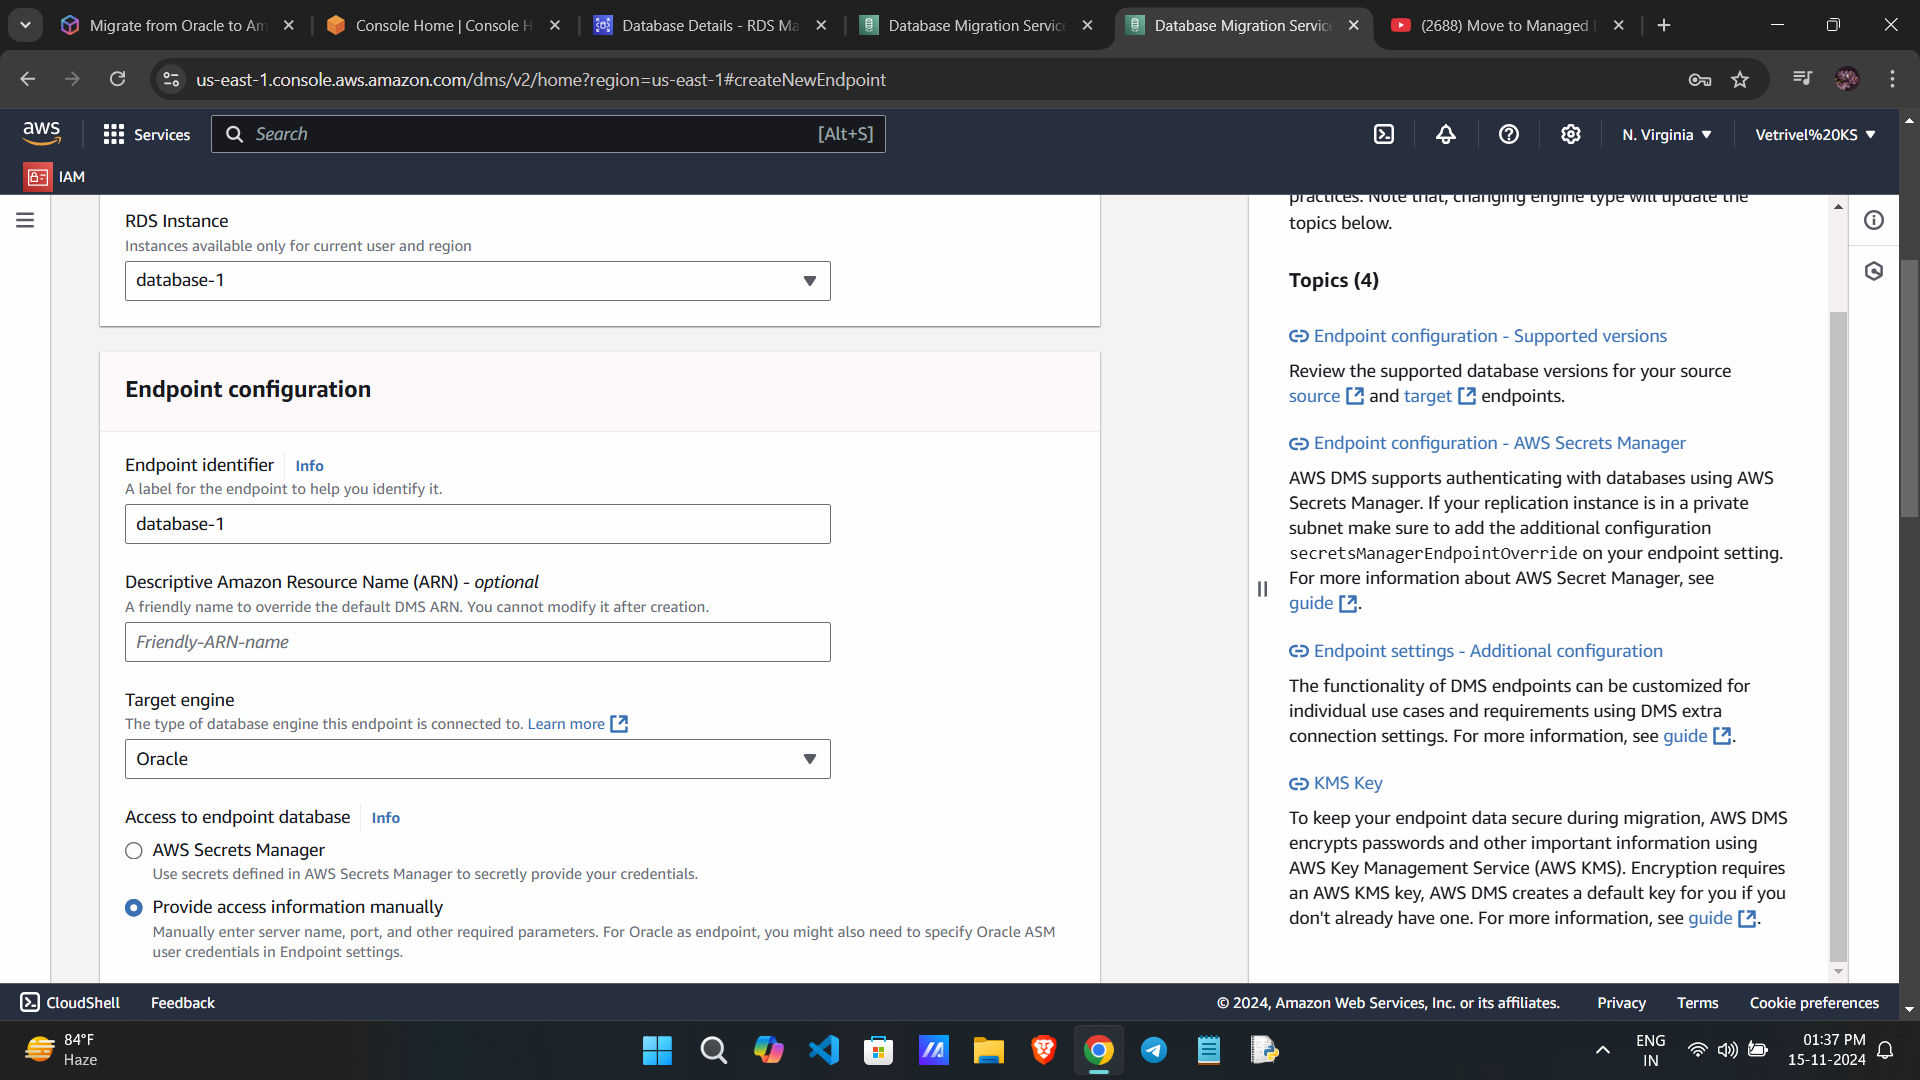 Migrate from Oracle to Am
Console Home | Console H
Database Details - RDS Ma
Database Migration Service
Database Migration Service
(2688) Move to Managed
us-east-1.console.aws.amazon.com/dms/v2/home?region=us-east-1#createNewEndpoint
aws
Services
Search
[Alt+S]
N. Virginia
Vetrivel%20KS
IAM
RDS Instance
Instances available only for current user and region
database-1
Endpoint configuration
Endpoint identifier
Info
A label for the endpoint to help you identify it.
database-1
Descriptive Amazon Resource Name (ARN) - optional
A friendly name to override the default DMS ARN. You cannot modify it after creation.
Friendly-ARN-name
Target engine
The type of database engine this endpoint is connected to. Learn more
Oracle
Access to endpoint database
Info
AWS Secrets Manager
Use secrets defined in AWS Secrets Manager to secretly provide your credentials.
Provide access information manually
Manually enter server name, port, and other required parameters. For Oracle as endpoint, you might also need to specify Oracle ASM
user credentials in Endpoint settings.
practices. Note that, changing engine type will update the
topics below.
Topics (4)
Endpoint configuration - Supported versions
Review the supported database versions for your source
source and target endpoints.
Endpoint configuration - AWS Secrets Manager
AWS DMS supports authenticating with databases using AWS
Secrets Manager. If your replication instance is in a private
subnet make sure to add the additional configuration
secretsManagerEndpointOverride on your endpoint setting.
For more information about AWS Secret Manager, see
guide.
Endpoint settings - Additional configuration
The functionality of DMS endpoints can be customized for
individual use cases and requirements using DMS extra
connection settings. For more information, see guide.
KMS Key
To keep your endpoint data secure during migration, AWS DMS
encrypts passwords and other important information using
AWS Key Management Service (AWS KMS). Encryption requires
an AWS KMS key, AWS DMS creates a default key for you if you
don't already have one. For more information, see guide.
CloudShell
Feedback
© 2024, Amazon Web Services, Inc. or its affiliates.
Privacy
Terms
Cookie preferences
84°F
Haze
ENG
IN
01:37 PM
15-11-2024